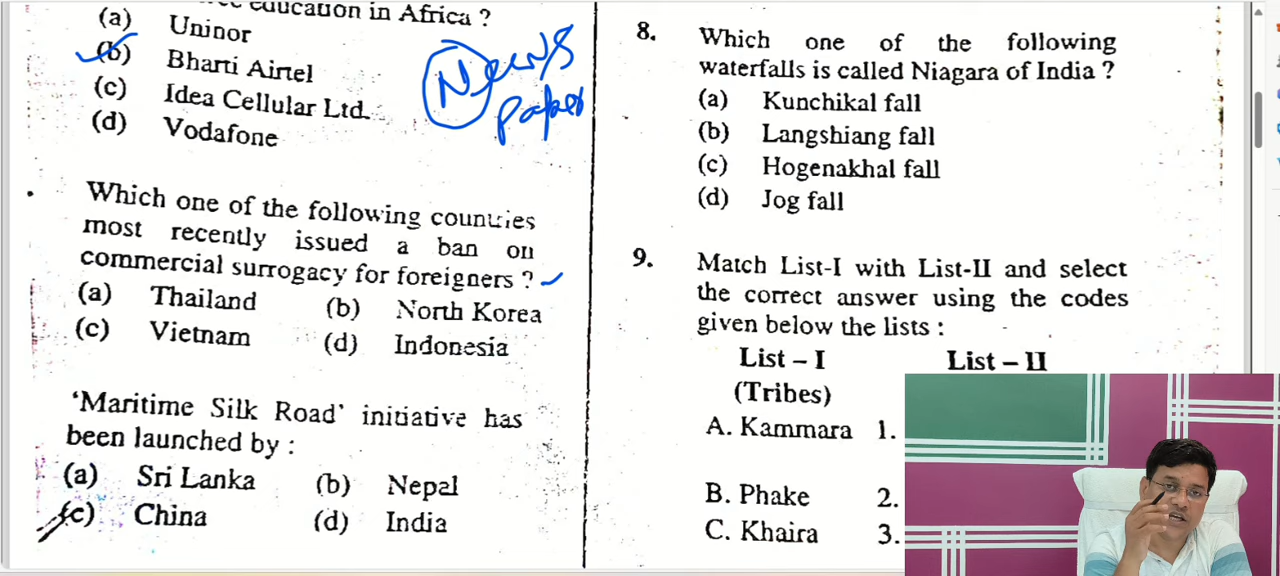 education in Africa ?
(a) Uninor
(b) Bharti Airtel
(c) Idea Cellular Ltd.
(d) Vodafone
News
paper
Which one of the following countries
most recently issued a ban on
commercial surrogacy for foreigners ?
(a) Thailand (b) North Korea
(c) Vietnam (d) Indonesia
'Maritime Silk Road' initiative has
been launched by :
(a) Sri Lanka (b) Nepal
(c) China (d) India
8. Which one of the following
waterfalls is called Niagara of India ?
(a) Kunchikal fall
(b) Langshiang fall
(c) Hogenakhal fall
(d) Jog fall
9. Match List-I with List-II and select
the correct answer using the codes
given below the lists :
List – I List – II
(Tribes)
A. Kammara 1.
B. Phake 2.
C. Khaira 3.